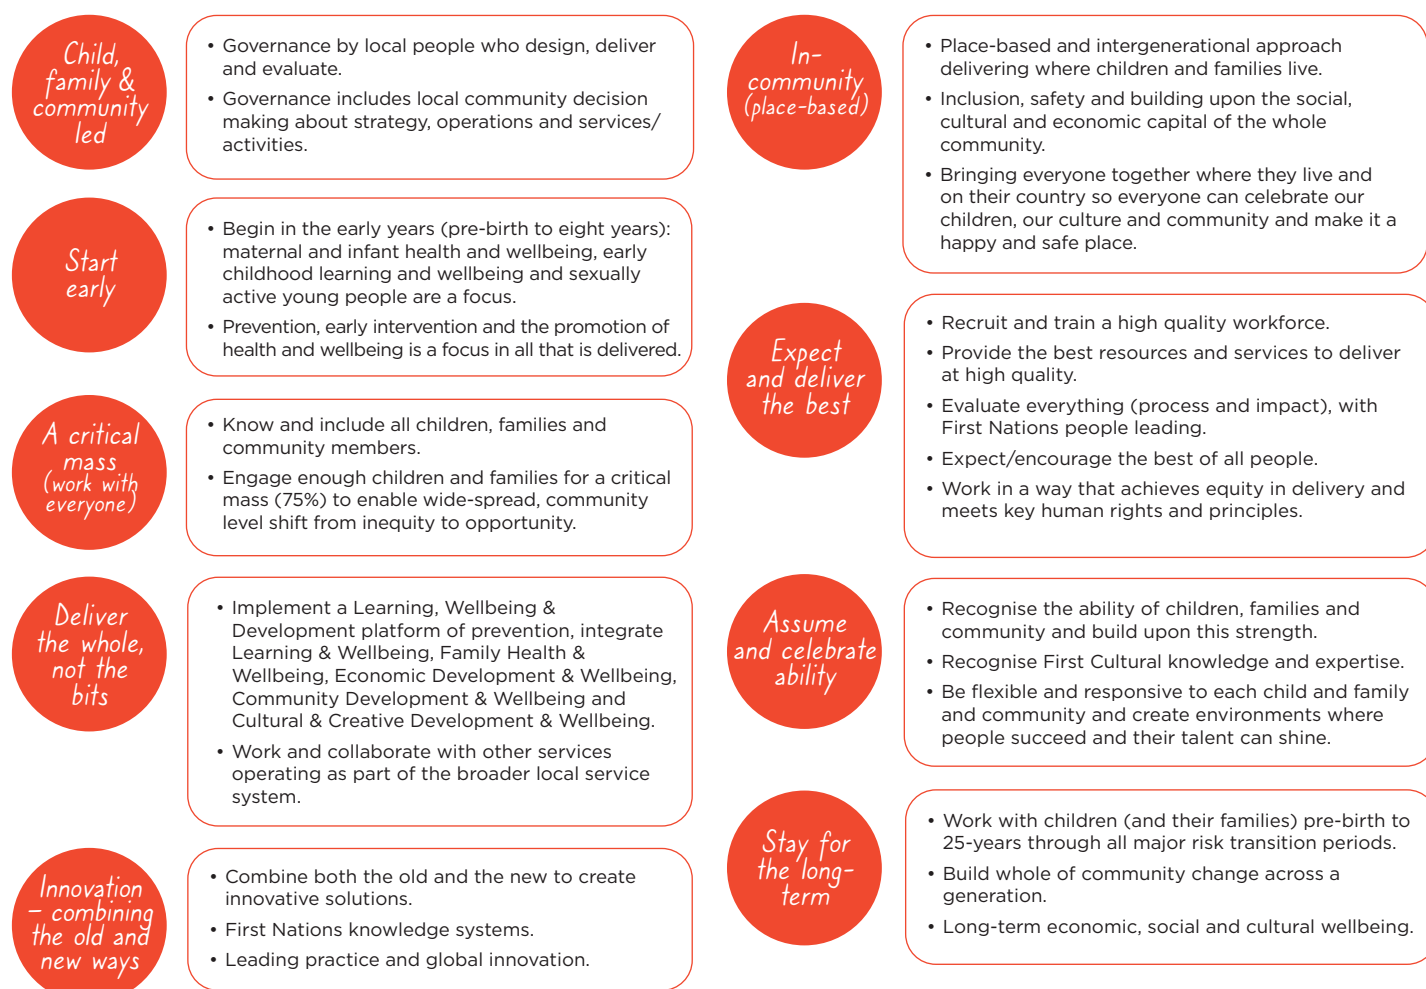 Child,
family &
community
led
• Governance by local people who design, deliver
and evaluate.
• Governance includes local community decision
making about strategy, operations and services/
activities.
Start
early
• Begin in the early years (pre-birth to eight years):
maternal and infant health and wellbeing, early
childhood learning and wellbeing and sexually
active young people are a focus.
• Prevention, early intervention and the promotion of
health and wellbeing is a focus in all that is delivered.
A critical
mass
(work with
everyone)
• Know and include all children, families and
community members.
• Engage enough children and families for a critical
mass (75%) to enable wide-spread, community
level shift from inequity to opportunity.
Deliver
the whole,
not the
bits
• Implement a Learning, Wellbeing &
Development platform of prevention, integrate
Learning & Wellbeing, Family Health &
Wellbeing, Economic Development & Wellbeing,
Community Development & Wellbeing and
Cultural & Creative Development & Wellbeing.
• Work and collaborate with other services
operating as part of the broader local service
system.
Innovation
– combining
the old and
new ways
• Combine both the old and the new to create
innovative solutions.
• First Nations knowledge systems.
• Leading practice and global innovation.
In-
community
(place-based)
• Place-based and intergenerational approach
delivering where children and families live.
• Inclusion, safety and building upon the social,
cultural and economic capital of the whole
community.
• Bringing everyone together where they live and
on their country so everyone can celebrate our
children, our culture and community and make it a
happy and safe place.
Expect
and deliver
the best
• Recruit and train a high quality workforce.
• Provide the best resources and services to deliver
at high quality.
• Evaluate everything (process and impact), with
First Nations people leading.
• Expect/encourage the best of all people.
• Work in a way that achieves equity in delivery and
meets key human rights and principles.
Assume
and celebrate
ability
• Recognise the ability of children, families and
community and build upon this strength.
• Recognise First Cultural knowledge and expertise.
• Be flexible and responsive to each child and family
and community and create environments where
people succeed and their talent can shine.
Stay for
the long-
term
• Work with children (and their families) pre-birth to
25-years through all major risk transition periods.
• Build whole of community change across a
generation.
• Long-term economic, social and cultural wellbeing.